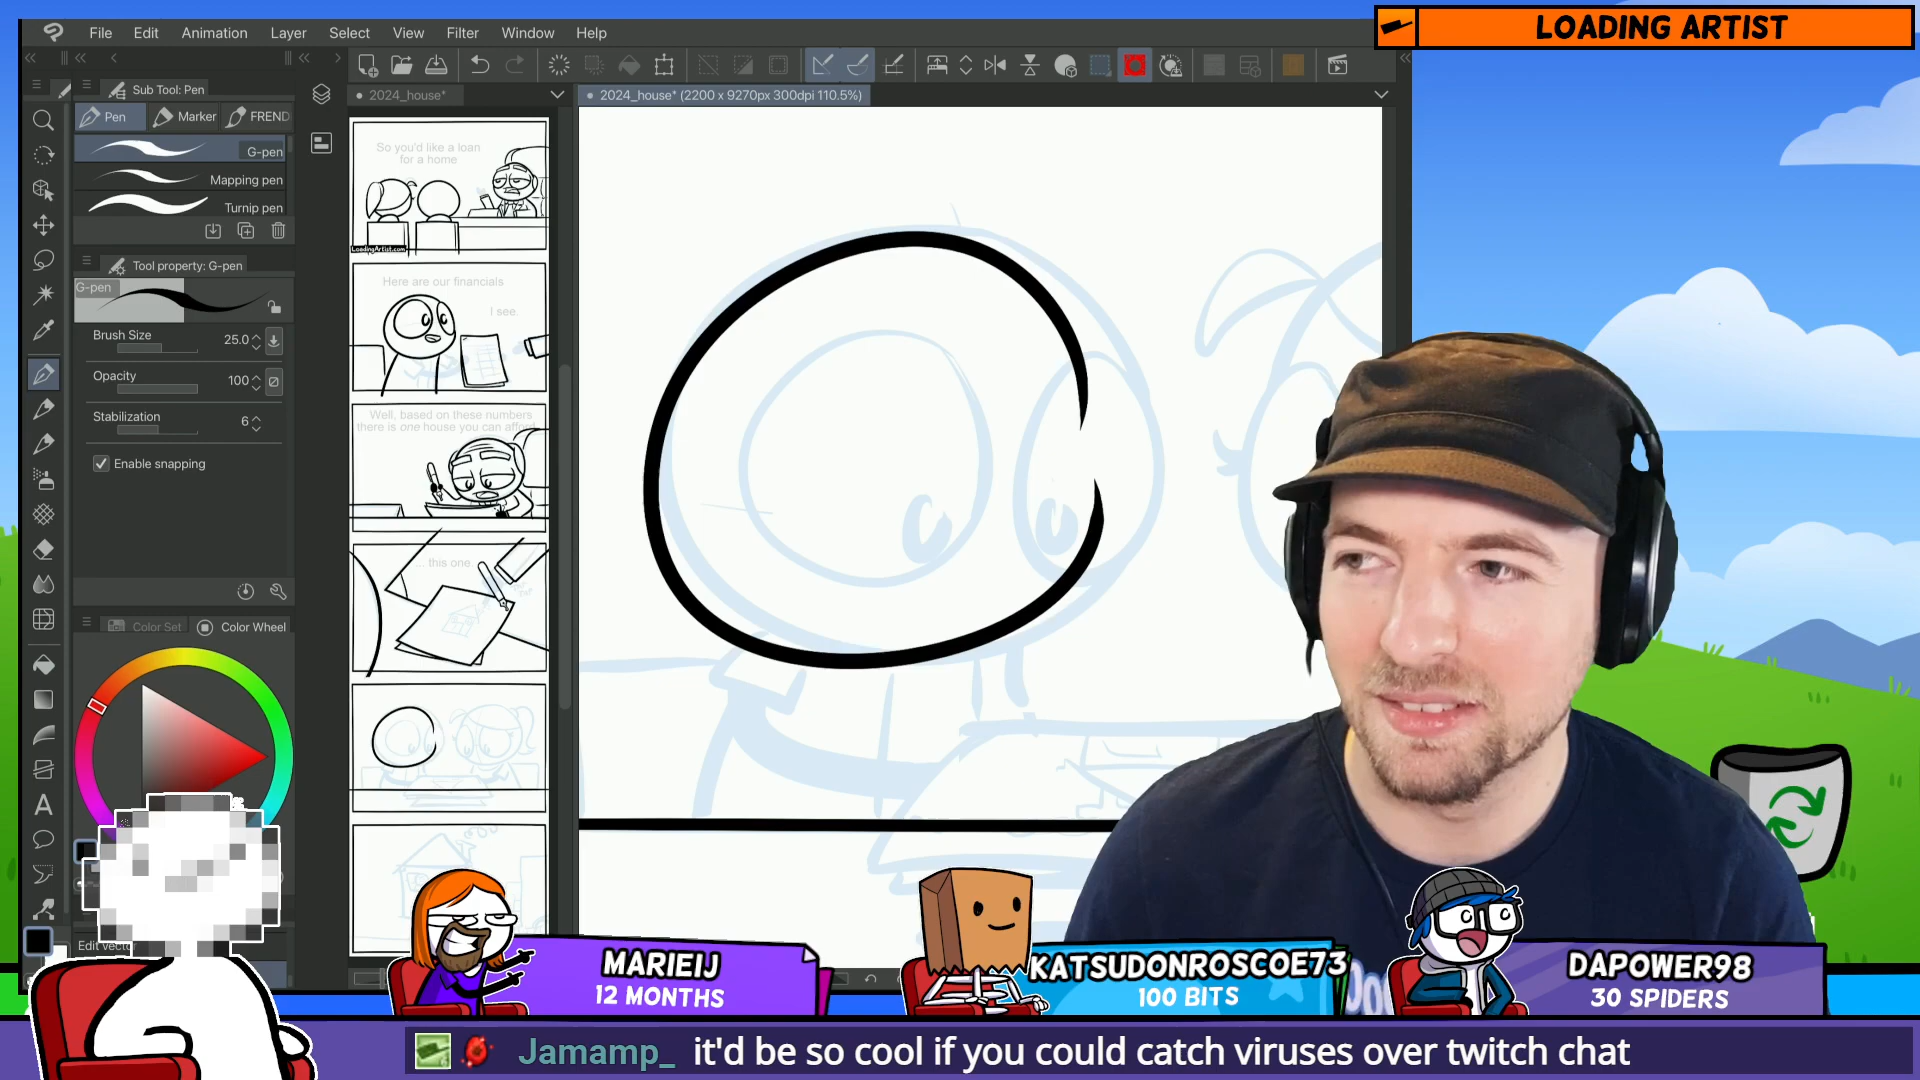 LOADING ARTIST
File Edit Animation Layer Select View Filter Window Help
Sub Tool: Pen
2024_house*
2024_house* (2200 x 9270px 300dpi 110.5%)
Pen Marker FREND
G-pen
Mapping pen
Turnip pen
Tool property: G-pen
G-pen
Brush Size 25.0
Opacity 100
Stabilization 6
Enable snapping
Color Set Color Wheel
Edit vector
So you'd like a loan
for a home
LoadingArtist.com
Here are our financials
I see.
Well, based on these numbers
there is one house you can afford
... this one.
MARIEIJ
12 MONTHS
KATSUDONROSCOE73
100 BITS
DAPOWER98
30 SPIDERS
Jamamp_ it'd be so cool if you could catch viruses over twitch chat